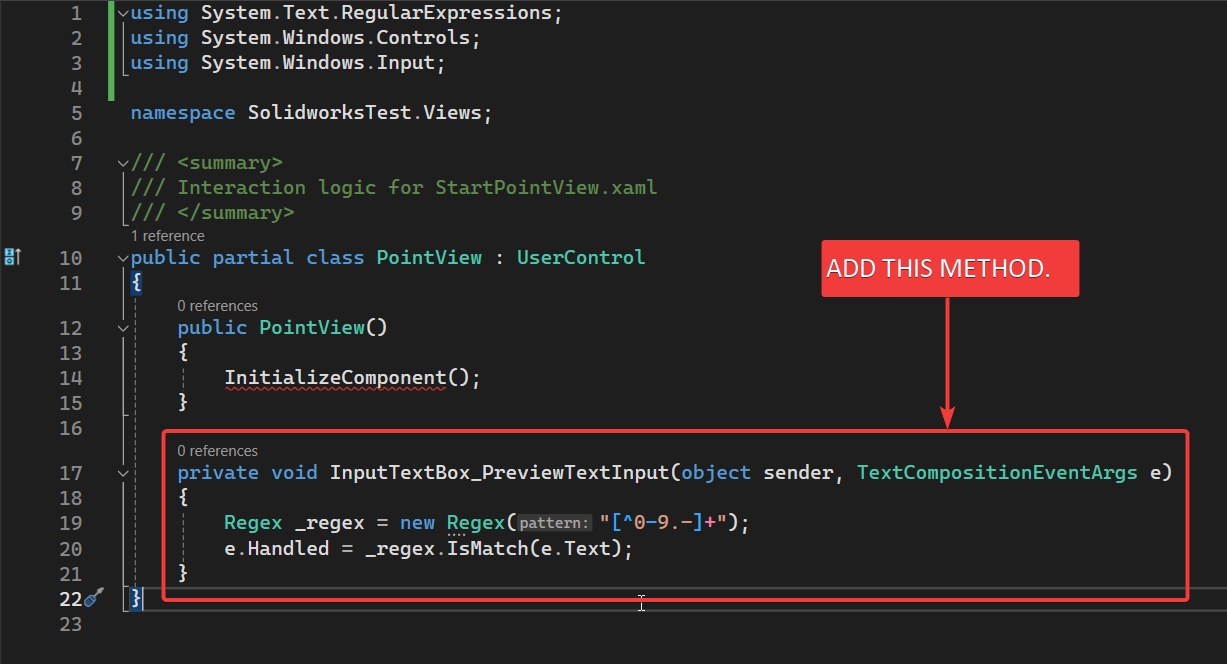 1 using System.Text.RegularExpressions;
2 using System.Windows.Controls;
3 using System.Windows.Input;
4
5 namespace SolidworksTest.Views;
6
7 /// <summary>
8 /// Interaction logic for StartPointView.xaml
9 /// </summary>
1 reference
10 public partial class PointView : UserControl
11 {
ADD THIS METHOD.
0 references
12 public PointView()
13 {
14 InitializeComponent();
15 }
16
0 references
17 private void InputTextBox_PreviewTextInput(object sender, TextCompositionEventArgs e)
18 {
19 Regex _regex = new Regex(pattern: "[^0-9.-]+");
20 e.Handled = _regex.IsMatch(e.Text);
21 }
22 }
23